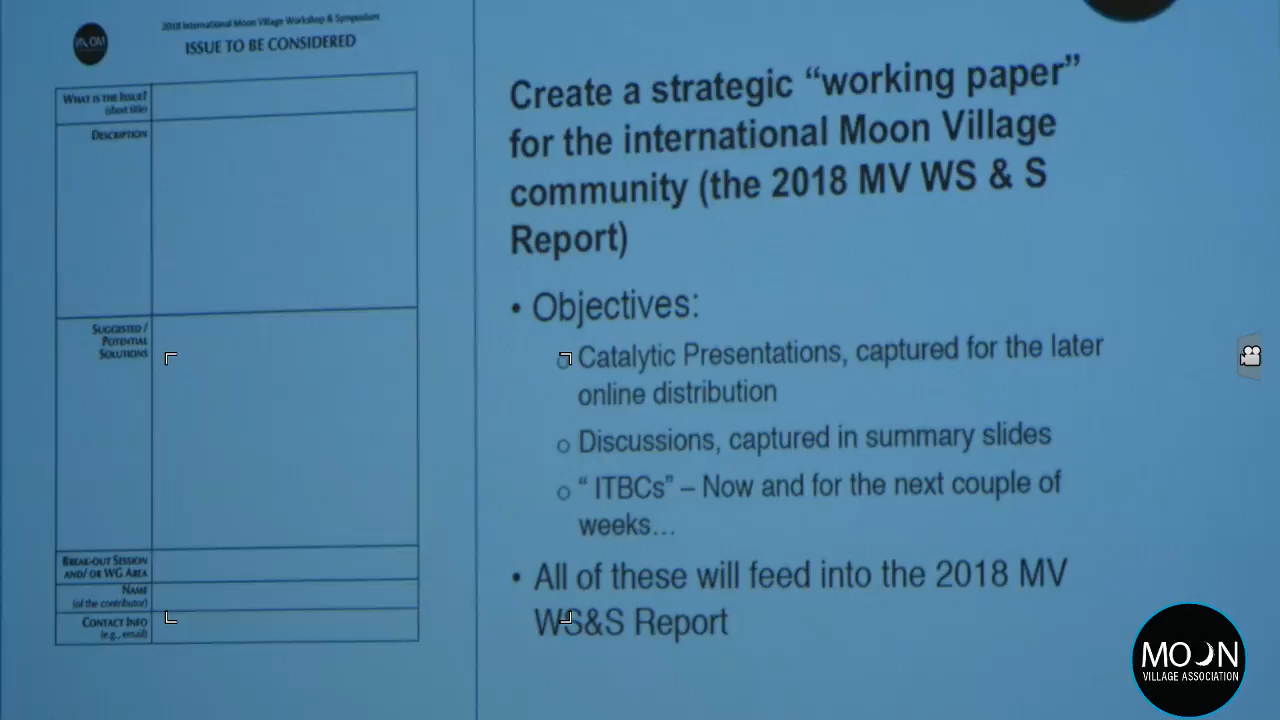 2018 International Moon Village Workshop & Symposium
ISSUE TO BE CONSIDERED
WHAT IS THE ISSUE?
(short title)
DESCRIPTION
SUGGESTED /
POTENTIAL
SOLUTIONS
BREAK-OUT SESSION
AND/ OR WG AREA
NAME
(of the contributor)
CONTACT INFO
(e.g., email)
Create a strategic “working paper”
for the international Moon Village
community (the 2018 MV WS & S
Report)
• Objectives:
o Catalytic Presentations, captured for the later
online distribution
o Discussions, captured in summary slides
o “ ITBCs” – Now and for the next couple of
weeks…
• All of these will feed into the 2018 MV
WS&S Report
MOON
VILLAGE ASSOCIATION